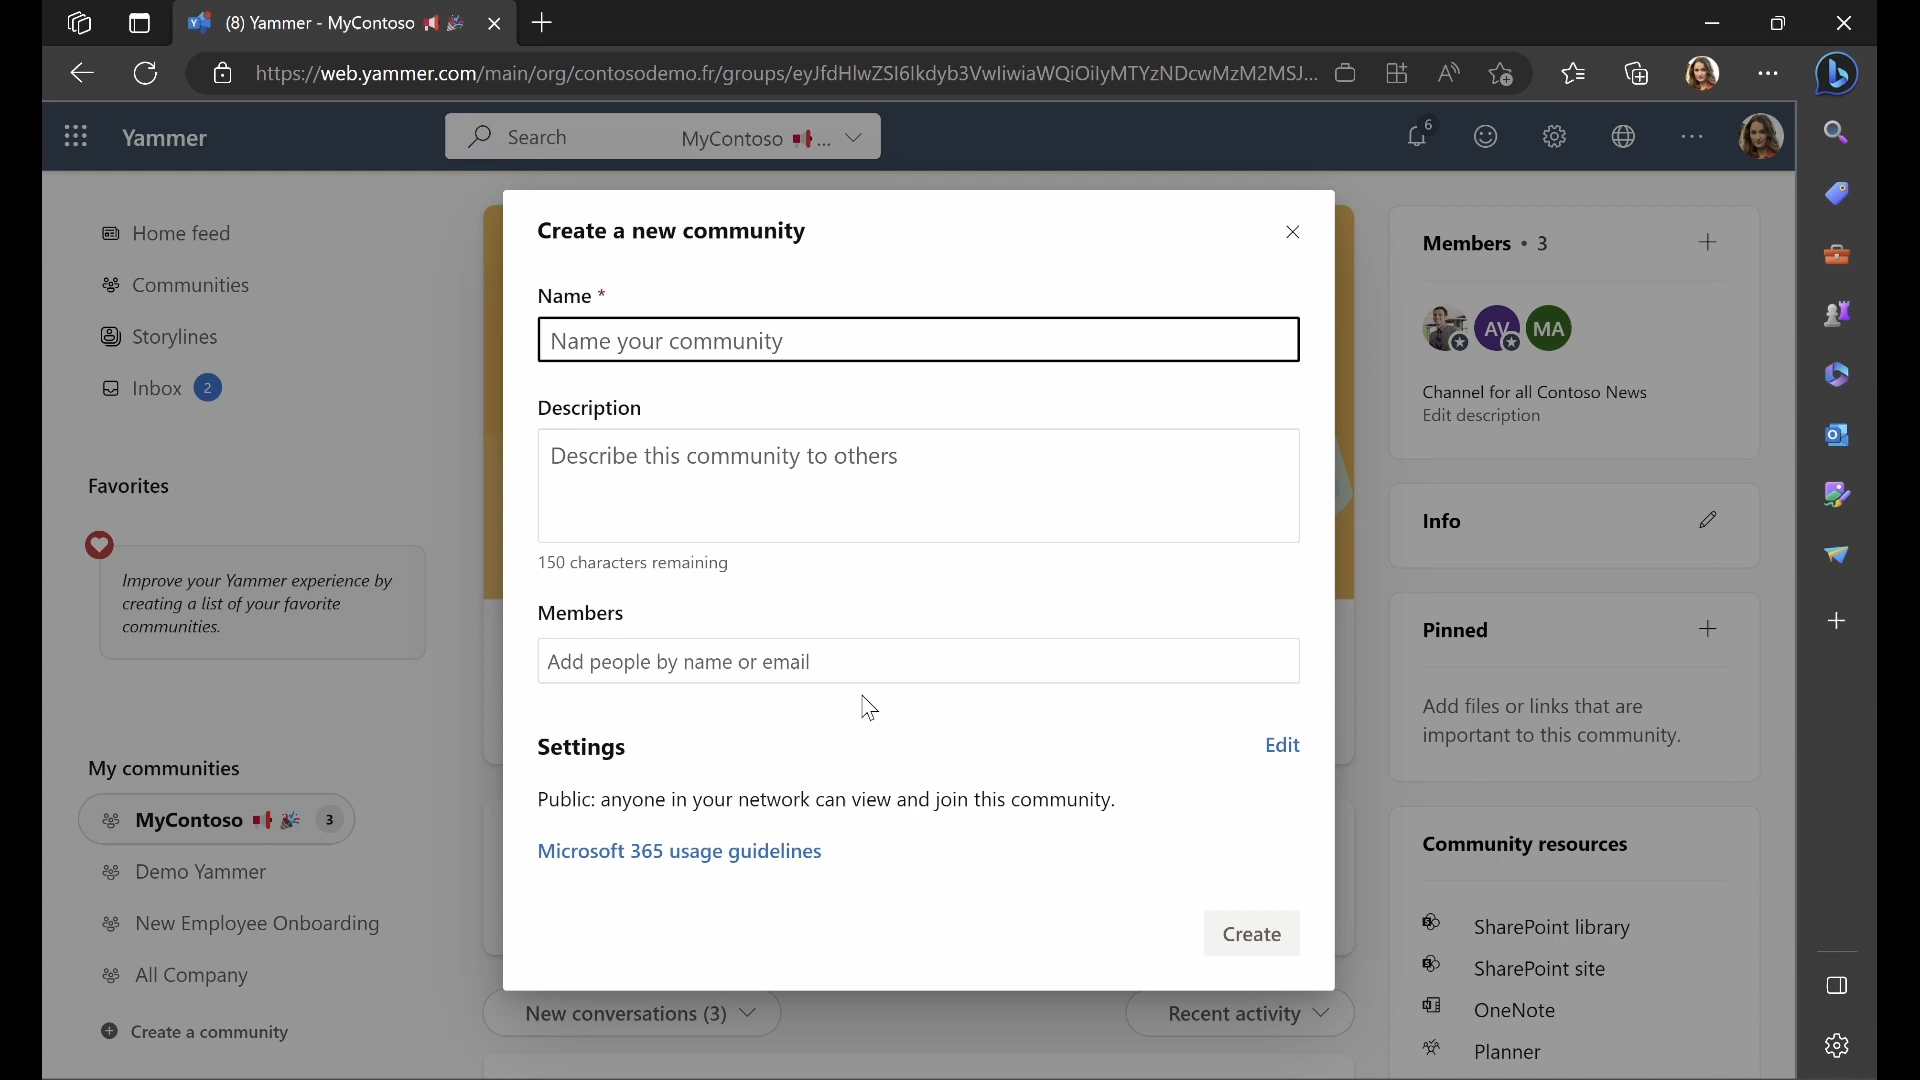 (8) Yammer - MyContoso
https://web.yammer.com/main/org/contosodemo.fr/groups/eyJfdHlwZSI6Ikdyb3VwIiwiaWQiOiIyMTYzNDcwMzM2MSJ...
Yammer
Search
MyContoso ...
6
Home feed
Communities
Storylines
Inbox 2
Favorites
Improve your Yammer experience by
creating a list of your favorite
communities.
My communities
MyContoso 3
Demo Yammer
New Employee Onboarding
All Company
Create a community
Create a new community
Name *
Name your community
Description
Describe this community to others
150 characters remaining
Members
Add people by name or email
Settings
Edit
Public: anyone in your network can view and join this community.
Microsoft 365 usage guidelines
Create
New conversations (3)
Recent activity
Members • 3
AV MA
Channel for all Contoso News
Edit description
Info
Pinned
Add files or links that are
important to this community.
Community resources
SharePoint library
SharePoint site
OneNote
Planner